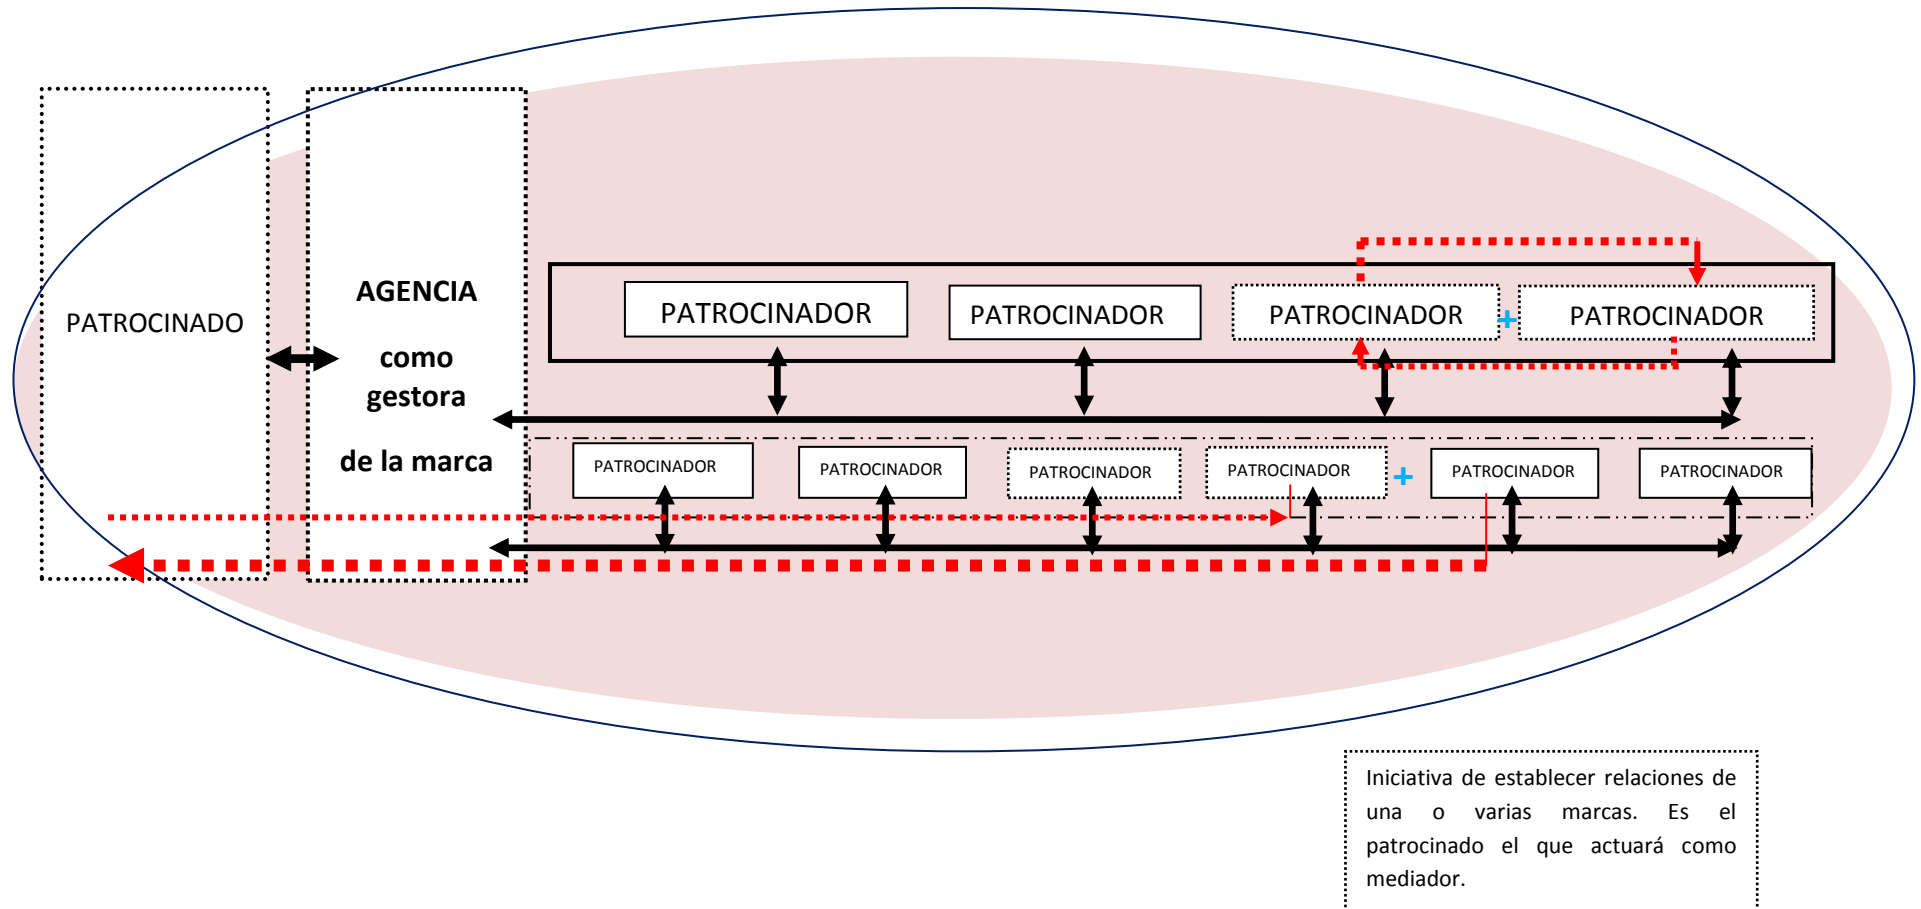 PATROCINADO
AGENCIA
como
gestora
de la marca
PATROCINADOR
PATROCINADOR
PATROCINADOR
+
PATROCINADOR
PATROCINADOR
PATROCINADOR
PATROCINADOR
PATROCINADOR
+
PATROCINADOR
PATROCINADOR
Iniciativa de establecer relaciones de
una o varias marcas. Es el
patrocinado el que actuará como
mediador.